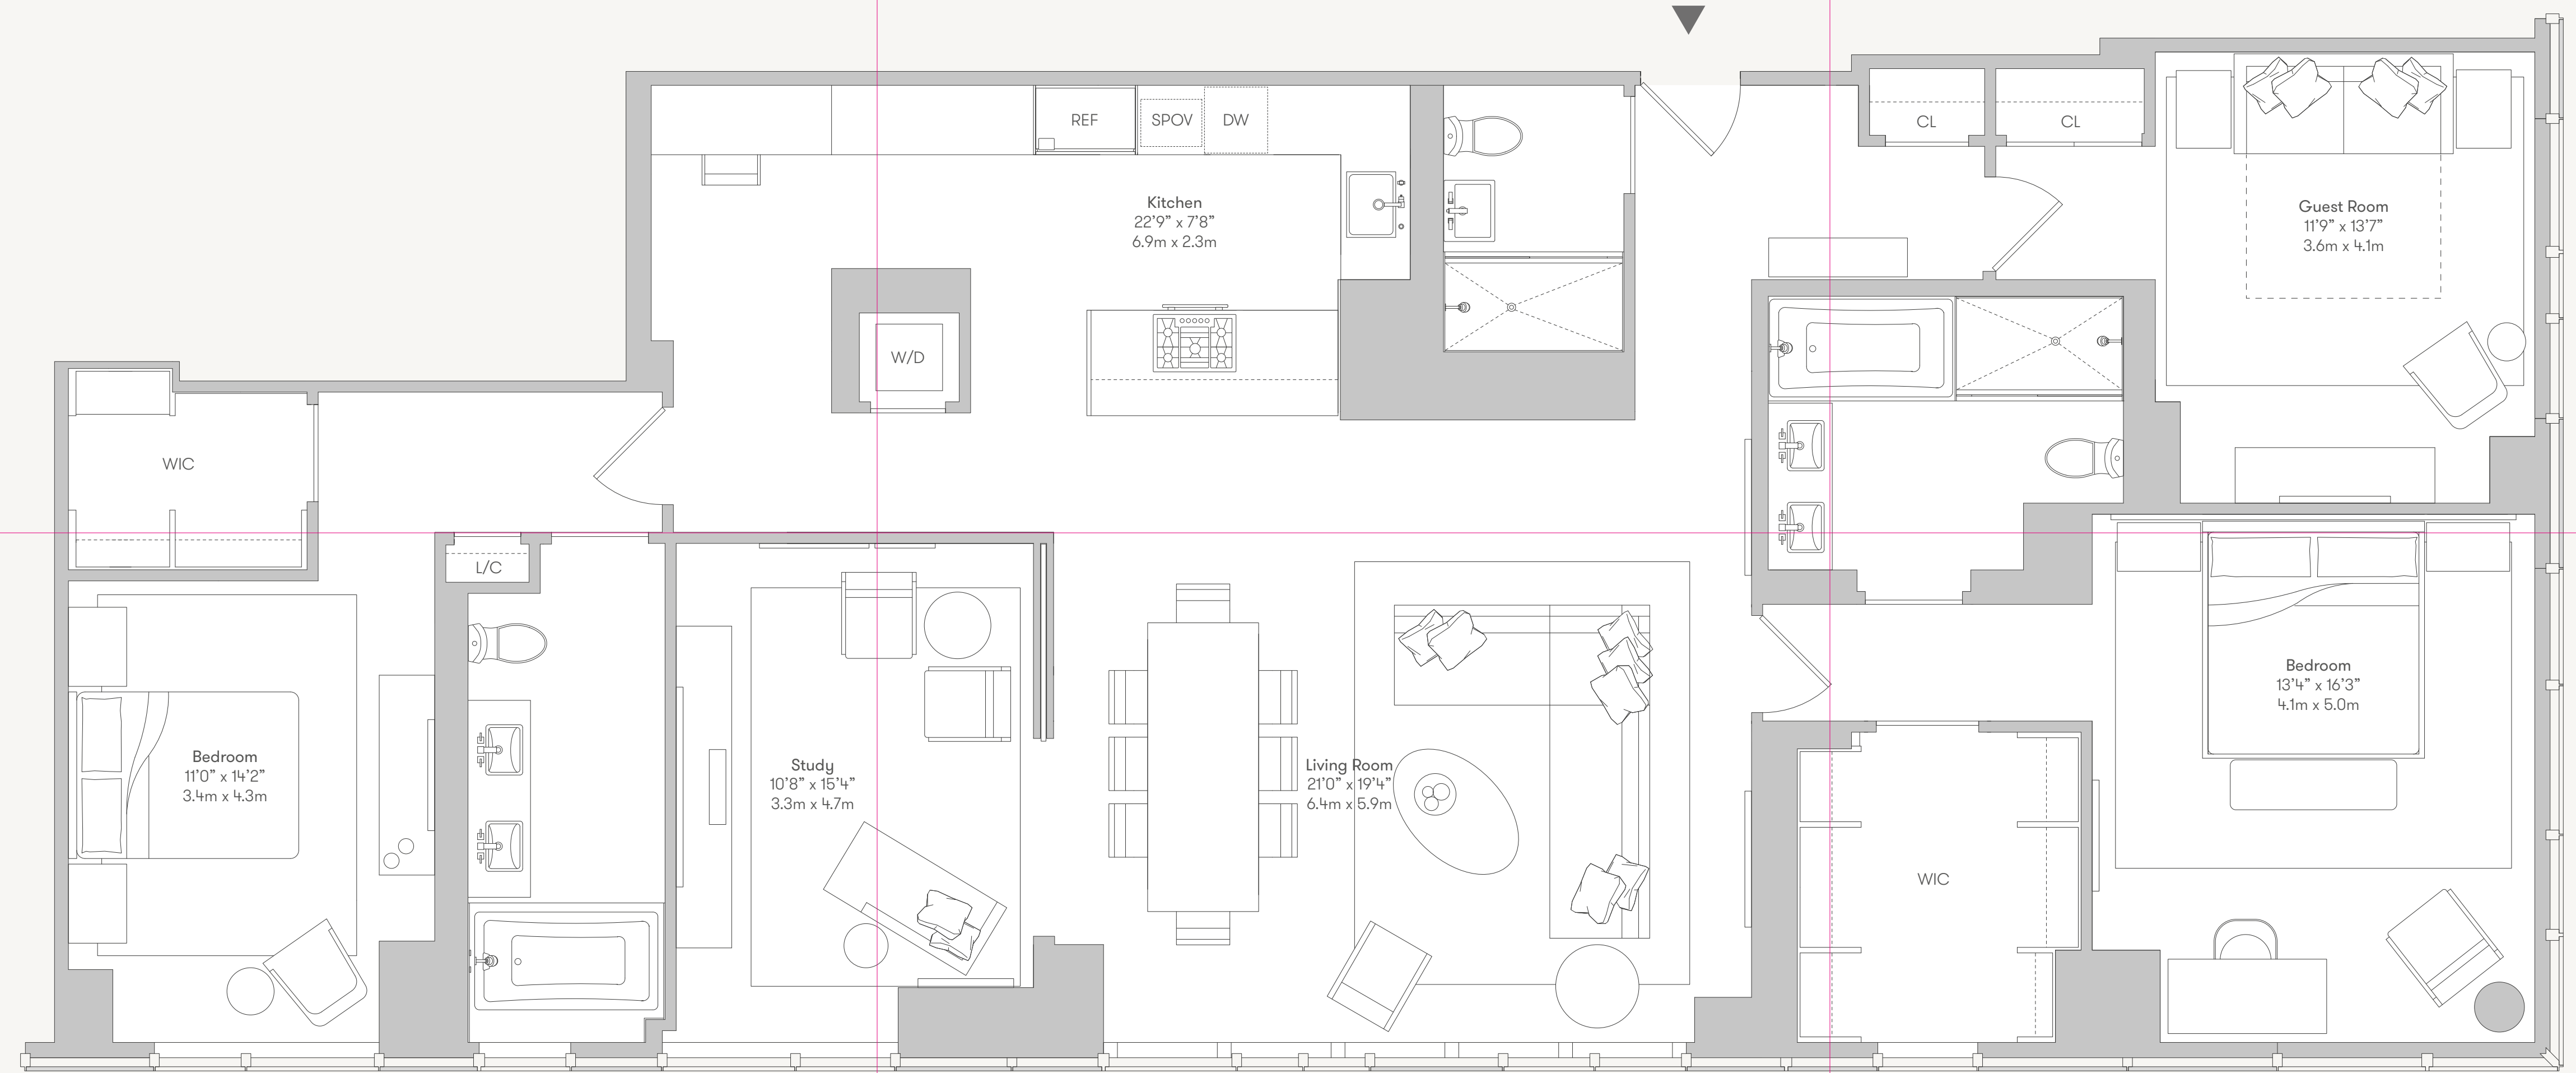 REF
SPOV
DW
CL
CL
Kitchen
22’9” x 7’8”
6.9m x 2.3m
Guest Room
11’9” x 13’7”
3.6m x 4.1m
W/D
WIC
L/C
Bedroom
11’0” x 14’2”
3.4m x 4.3m
Study
10’8” x 15’4”
3.3m x 4.7m
Living Room
21’0” x 19’4”
6.4m x 5.9m
Bedroom
13’4” x 16’3”
4.1m x 5.0m
WIC